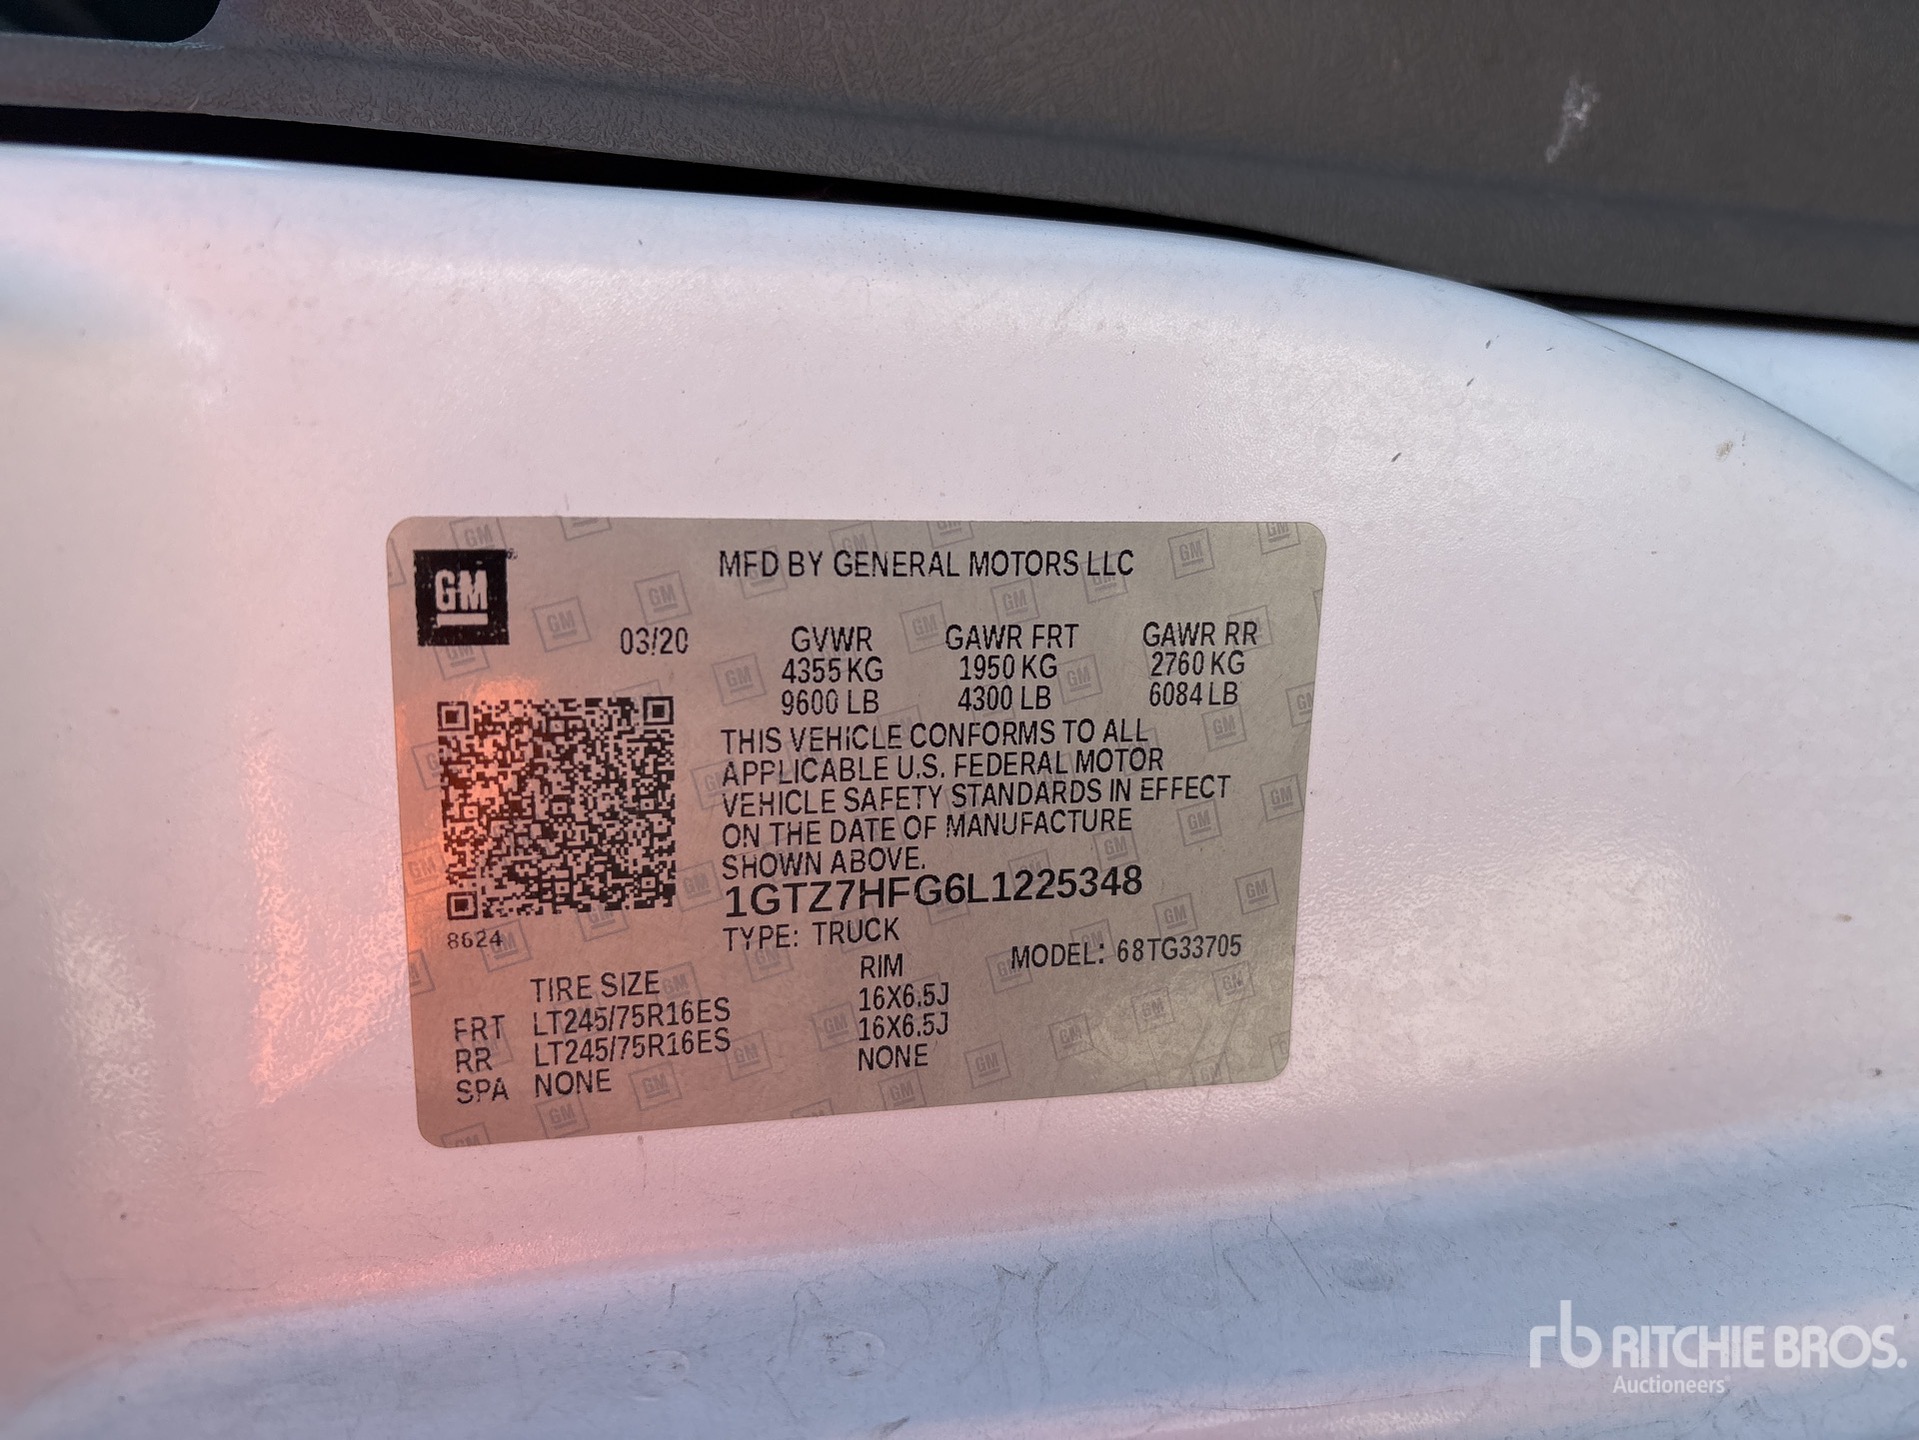 GM
MFD BY GENERAL MOTORS LLC
03/20 GVWR GAWR FRT GAWR RR
4355 KG 1950 KG 2760 KG
9600 LB 4300 LB 6084 LB
THIS VEHICLE CONFORMS TO ALL
APPLICABLE U.S. FEDERAL MOTOR
VEHICLE SAFETY STANDARDS IN EFFECT
ON THE DATE OF MANUFACTURE
SHOWN ABOVE.
1GTZ7HFG6L1225348
8624
TYPE: TRUCK MODEL: 68TG33705
TIRE SIZE RIM
FRT LT245/75R16ES 16X6.5J
RR LT245/75R16ES 16X6.5J
SPA NONE NONE
rb RITCHIE BROS.
Auctioneers